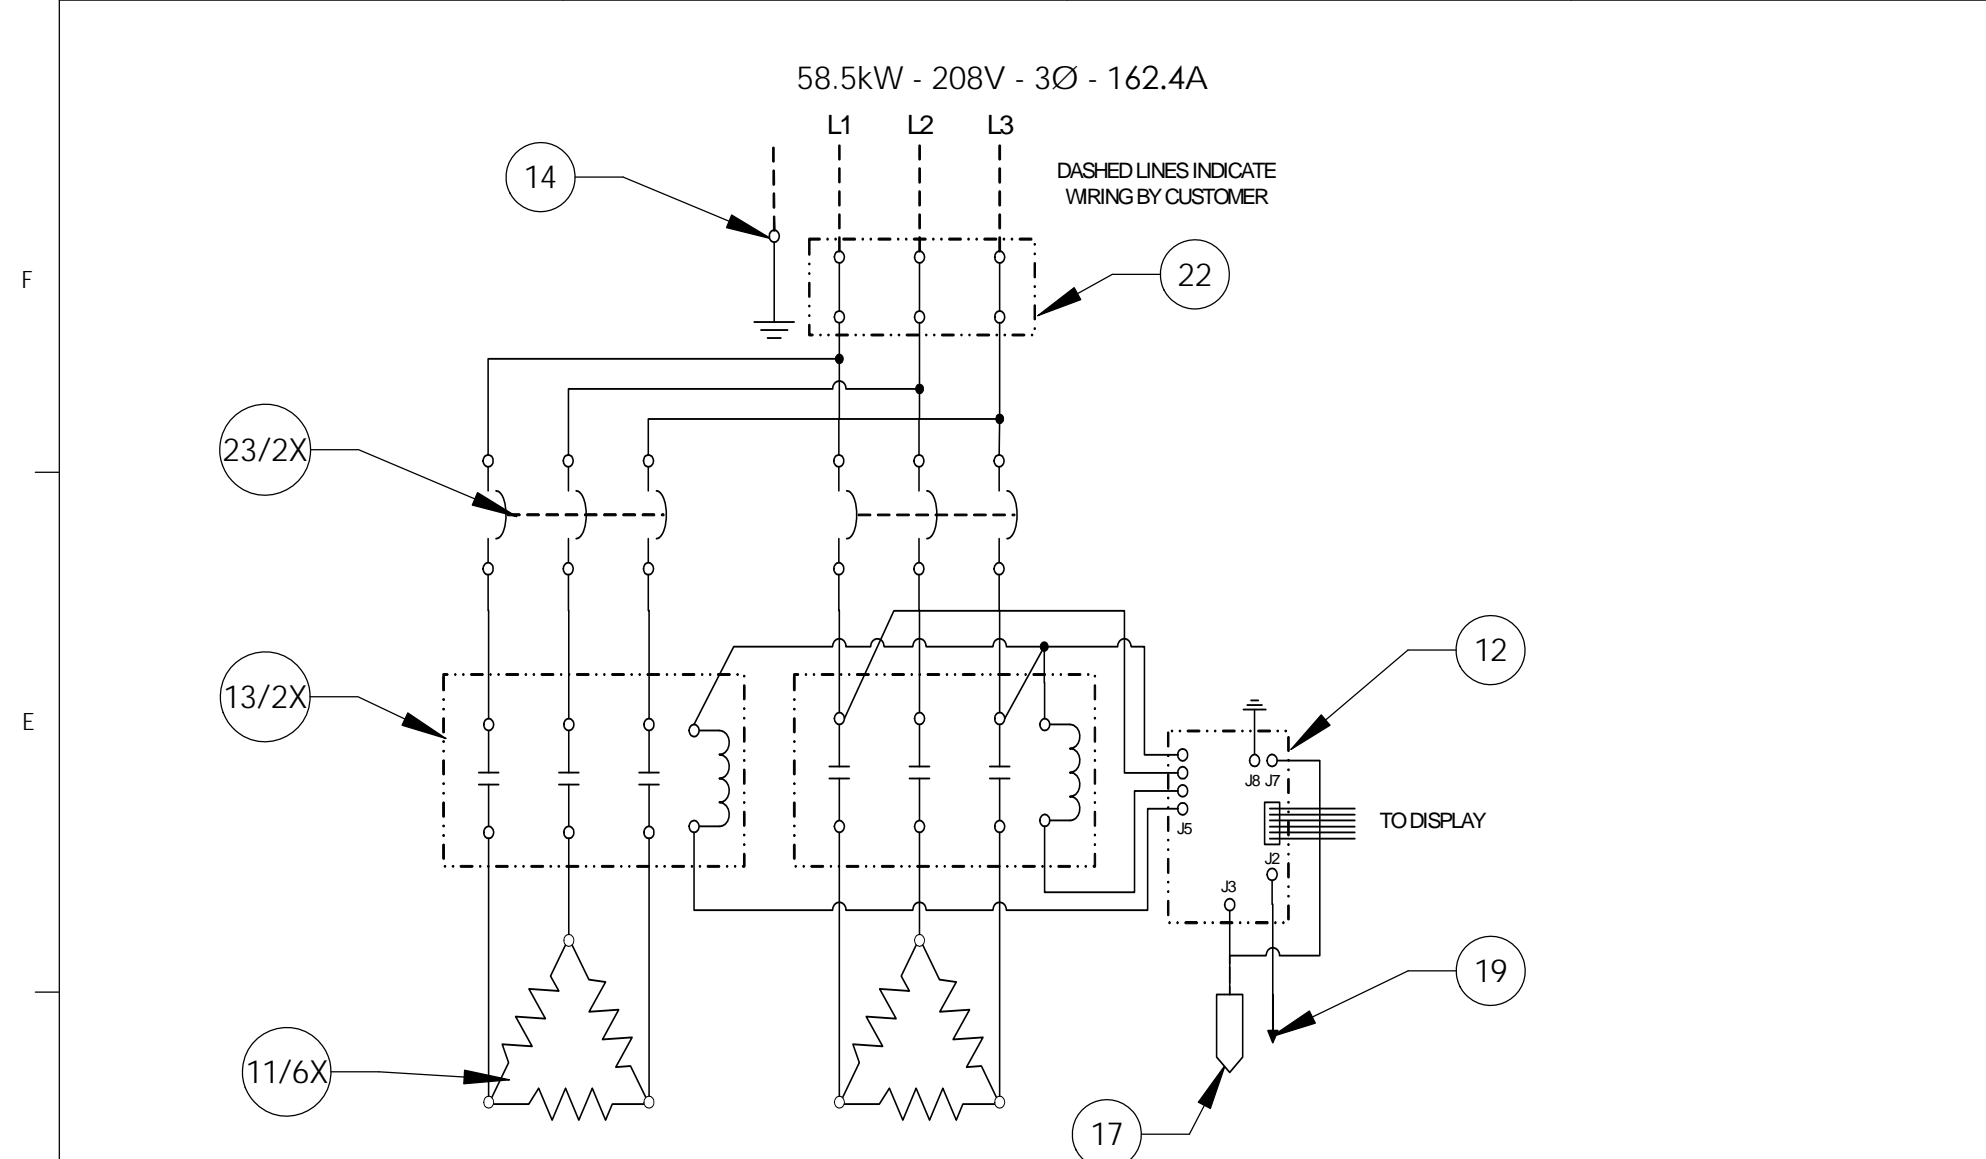 58.5kW - 208V - 3Ø - 162.4A
L1 L2 L3
14
DASHED LINES INDICATE
WIRING BY CUSTOMER
22
F
23/2X
12
13/2X
E
J8 J7
J5
TO DISPLAY
J2
J3
19
11/6X
17